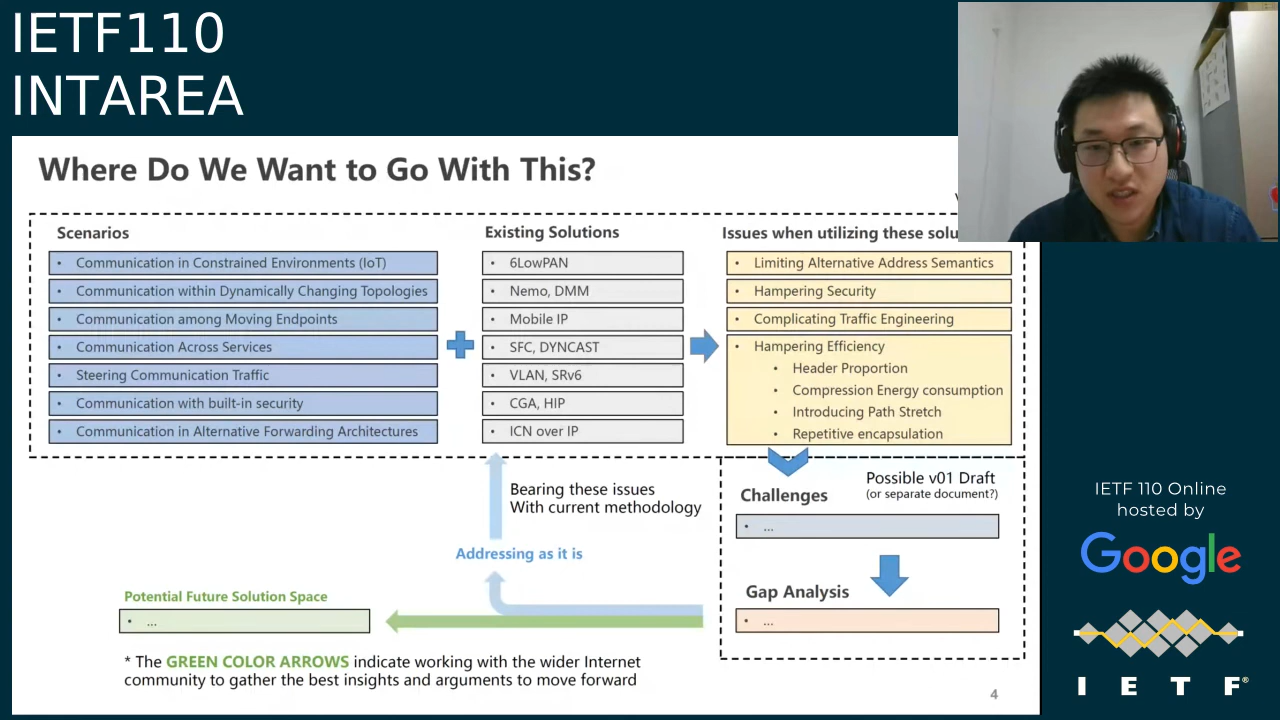 IETF110
INTAREA
Where Do We Want to Go With This?
Scenarios
• Communication in Constrained Environments (IoT)
• Communication within Dynamically Changing Topologies
• Communication among Moving Endpoints
• Communication Across Services
• Steering Communication Traffic
• Communication with built-in security
• Communication in Alternative Forwarding Architectures
Existing Solutions
• 6LowPAN
• Nemo, DMM
• Mobile IP
• SFC, DYNCAST
• VLAN, SRv6
• CGA, HIP
• ICN over IP
Issues when utilizing these solu
• Limiting Alternative Address Semantics
• Hampering Security
• Complicating Traffic Engineering
• Hampering Efficiency
• Header Proportion
• Compression Energy consumption
• Introducing Path Stretch
• Repetitive encapsulation
Possible v01 Draft
(or separate document?)
Challenges
• ...
Gap Analysis
• ...
Bearing these issues
With current methodology
Addressing as it is
Potential Future Solution Space
• ...
* The GREEN COLOR ARROWS indicate working with the wider Internet
community to gather the best insights and arguments to move forward
4
IETF 110 Online
hosted by
Google
I E T F®